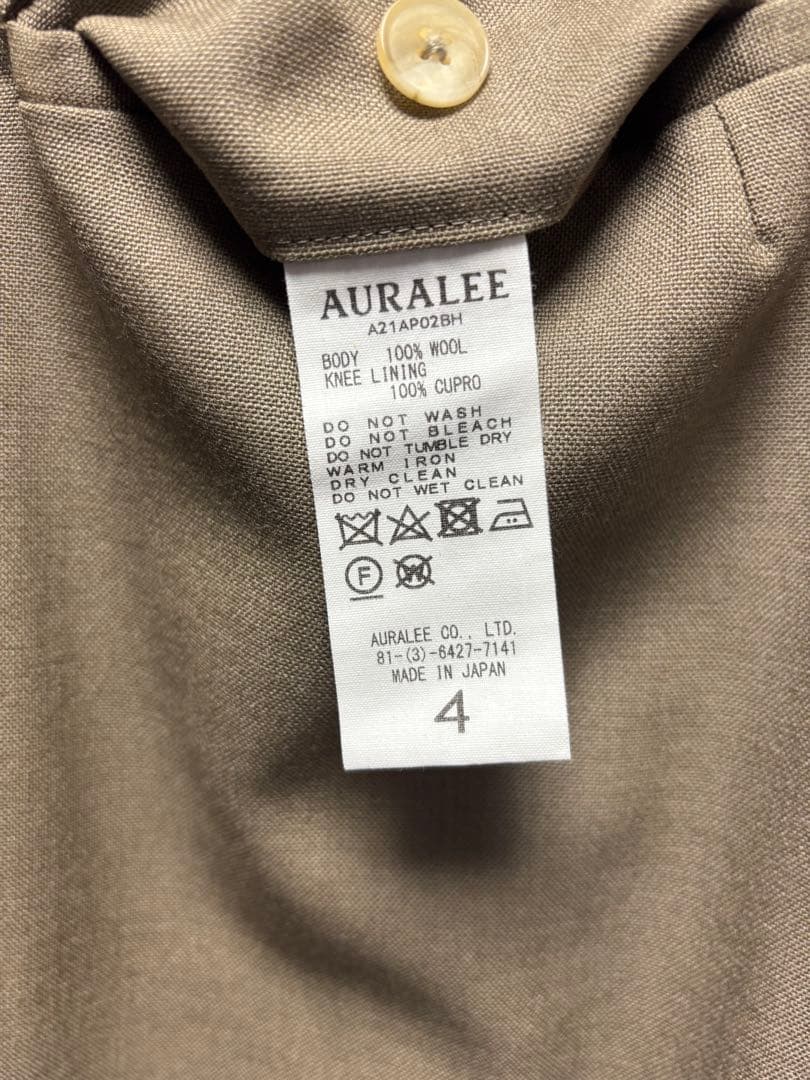 AURALEE
A21AP02BH
BODY 100% WOOL
KNEE LINING
100% CUPRO
DO NOT WASH
DO NOT BLEACH
DO NOT TUMBLE DRY
WARM IRON
DRY CLEAN
DO NOT WET CLEAN
F W
AURALEE CO., LTD.
81-(3)-6427-7141
MADE IN JAPAN
4